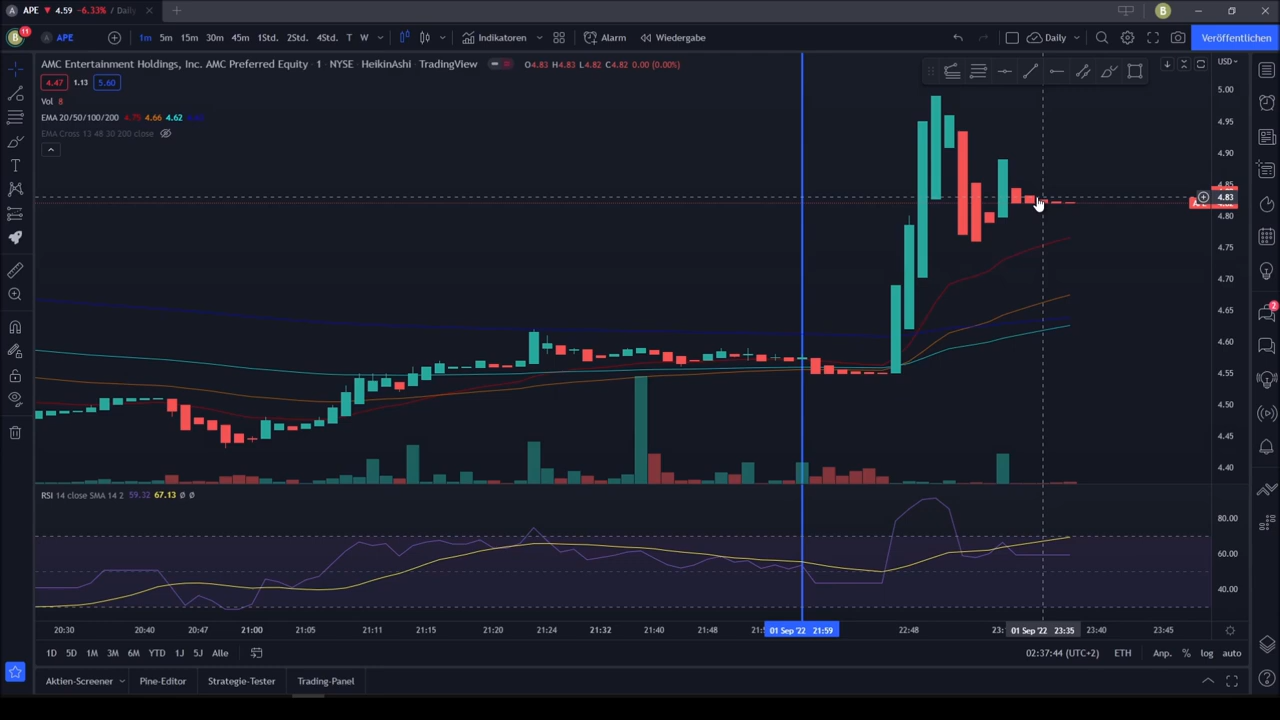 APE ▼ 4.59 -6.33% / Daily
B
11 APE 1m 5m 15m 30m 45m 1Std. 2Std. 4Std. T W Indikatoren Alarm Wiedergabe Daily Veröffentlichen
AMC Entertainment Holdings, Inc. AMC Preferred Equity · 1 · NYSE · HeikinAshi · TradingView O4.83 H4.83 L4.82 C4.82 0.00 (0.00%) USD
4.47 1.13 5.60
Vol 8
EMA 20/50/100/200 4.75 4.66 4.62
EMA Cross 13 48 30 200 close
5.00
4.95
4.90
4.85
4.83
4.80
4.75
4.70
4.65
4.60
4.55
4.50
4.45
4.40
2
RSI 14 close SMA 14 2 59.32 67.13 Ø Ø
80.00
60.00
40.00
20:30 20:40 20:47 21:00 21:05 21:11 21:15 21:20 21:24 21:32 21:40 21:48 01 Sep '22 21:59 22:48 01 Sep '22 23:35 23:40 23:45
1D 5D 1M 3M 6M YTD 1J 5J Alle 02:37:44 (UTC+2) ETH Anp. % log auto
Aktien-Screener Pine-Editor Strategie-Tester Trading-Panel